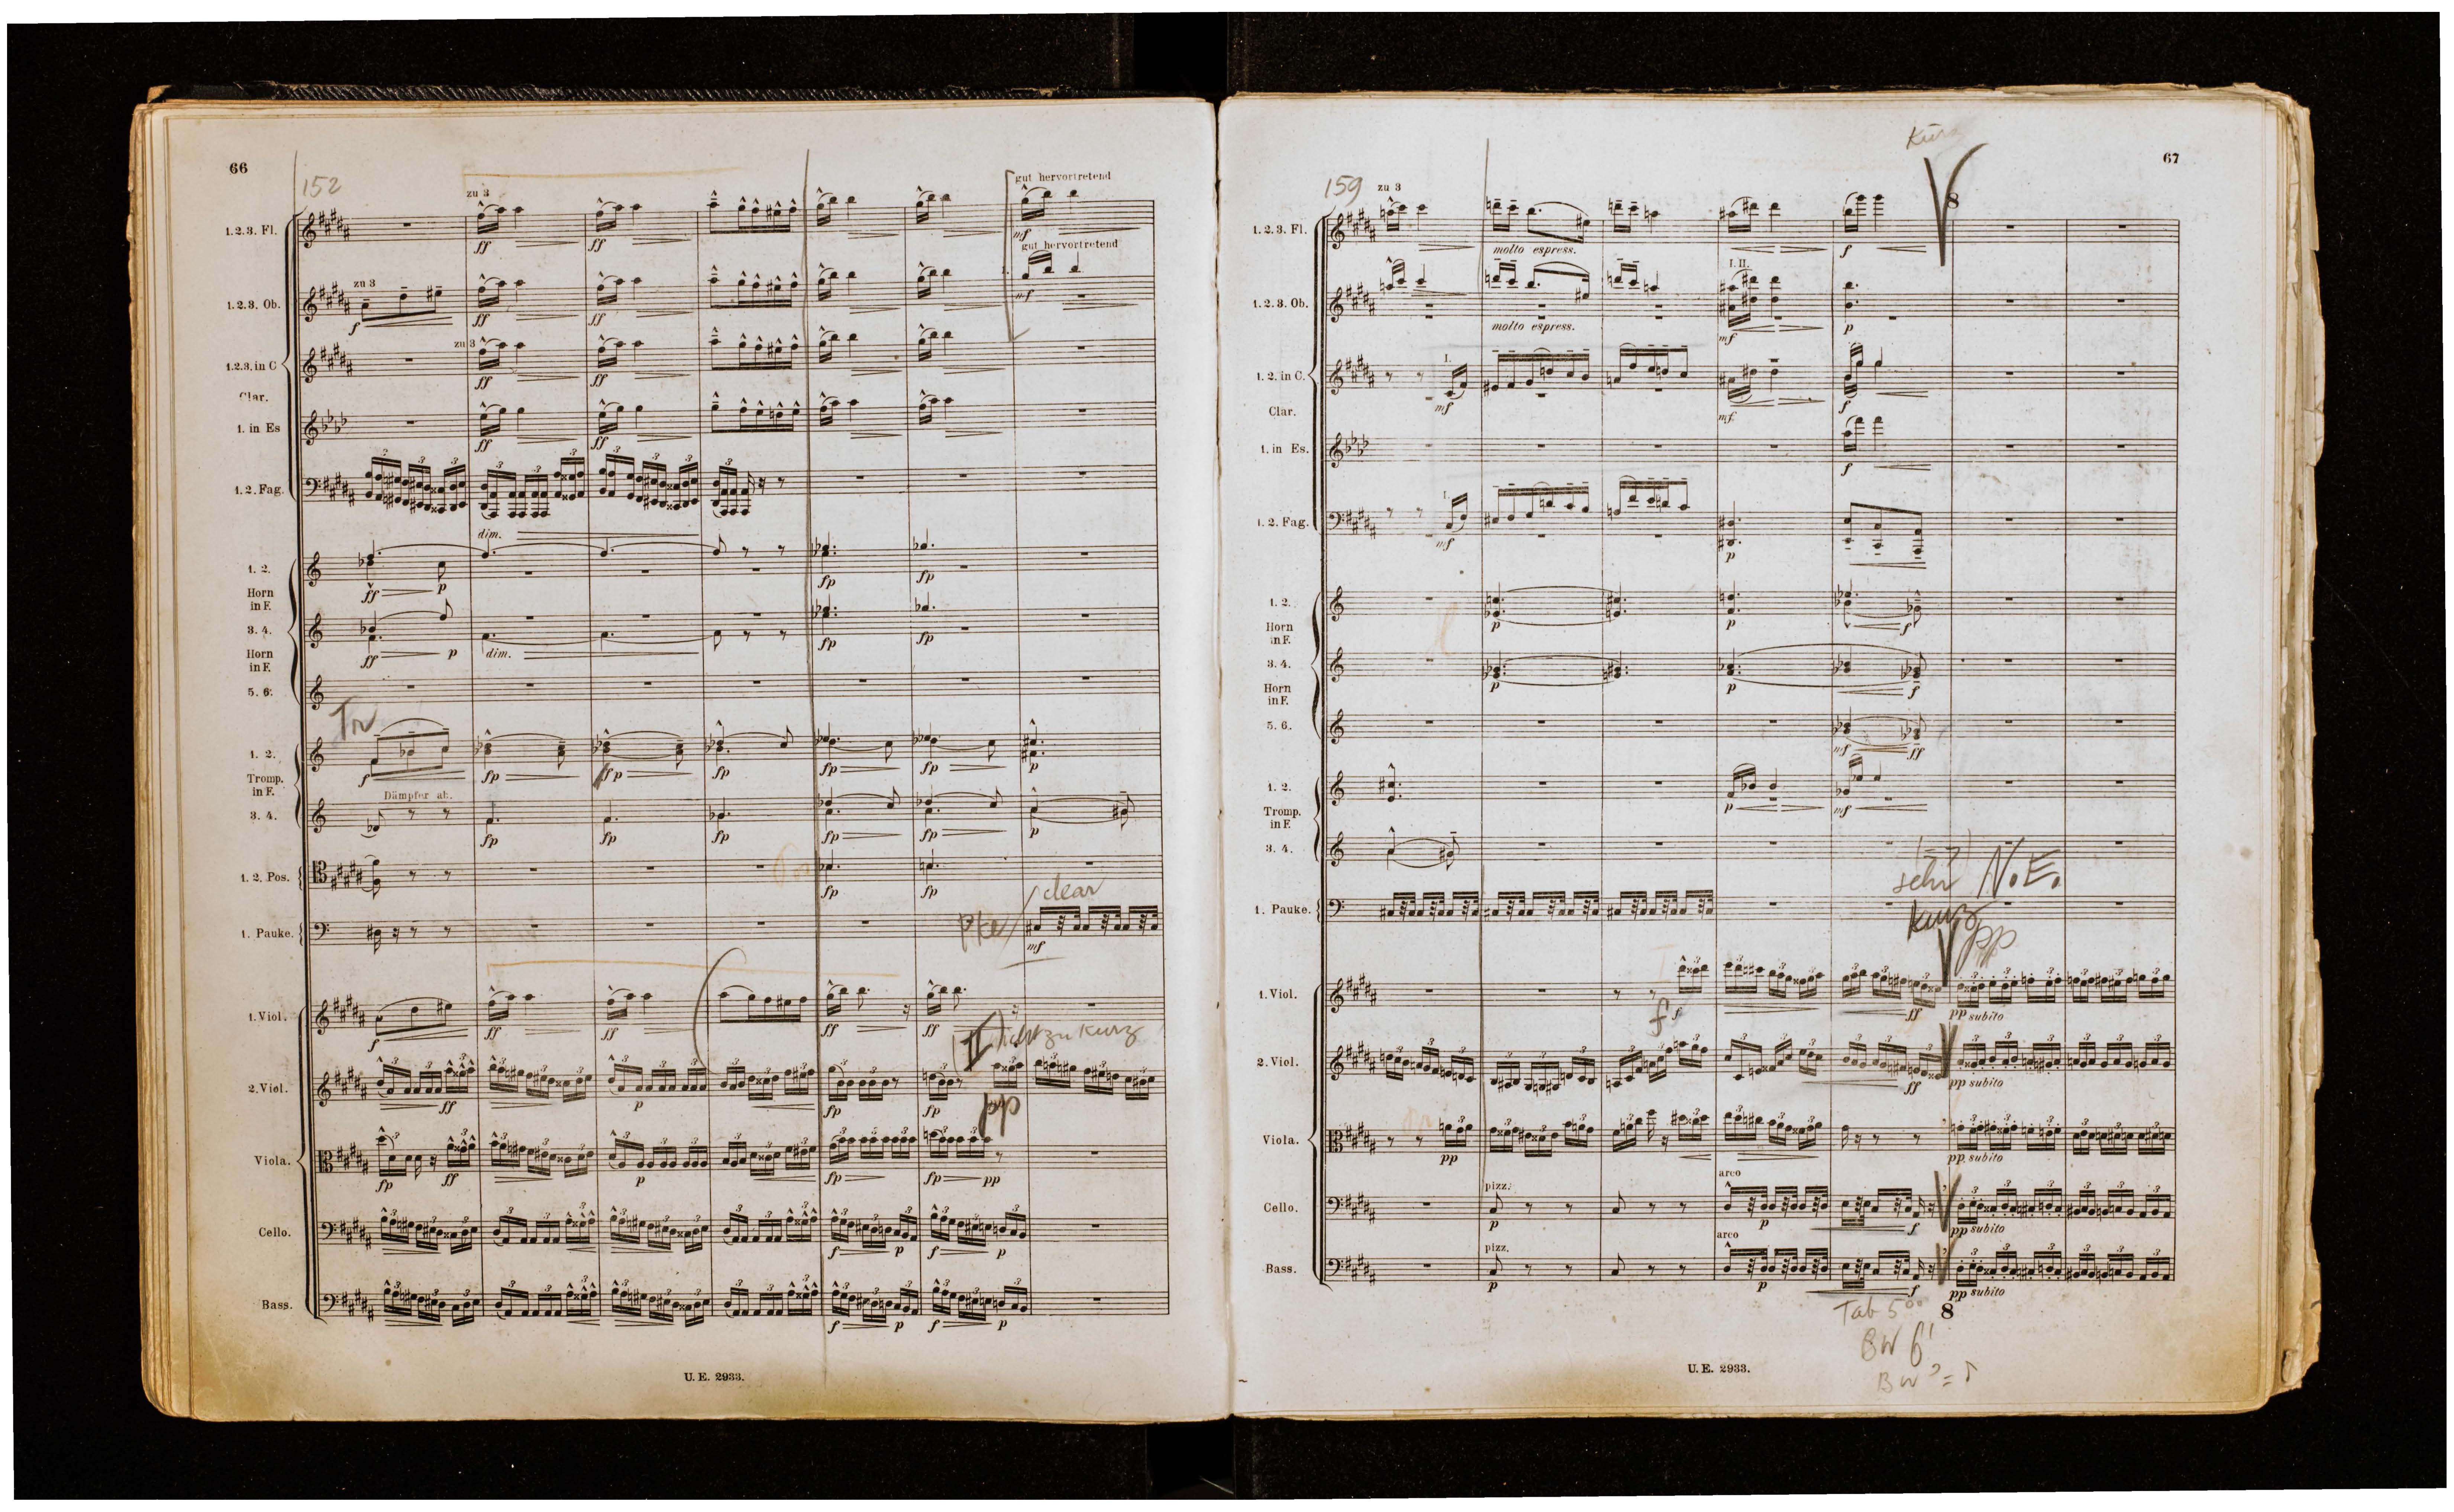 66
152
zu 3
gut hervortretend
1.2.3. Fl.
ff
ff
mf
gut hervortretend
zu 3
1.2.3. Ob.
f
ff
ff
mf
zu 3
1.2.3. in C
ff
ff
Clar.
1. in Es
ff
ff
1. 2. Fag.
dim.
1. 2.
ff
p
fp
fp
Horn
in F.
3. 4.
ff
p
dim.
fp
fp
Horn
in F.
5. 6.
1. 2.
f
fp
fp
fp
fp
fp
p
Tromp.
in F.
Dämpfer ab.
3. 4.
fp
fp
fp
fp
fp
p
1. 2. Pos.
fp
fp
clear
Pke
1. Pauke.
mf
1. Viol.
f
ff
ff
ff
ff
nicht zu kurz
2. Viol.
ff
p
fp
fp
pp
Viola.
fp
ff
p
fp
fp
pp
Cello.
f
p
f
p
Bass.
f
p
f
p
U. E. 2933.
kurz
67
159
zu 3
8
1. 2. 3. Fl.
molto espress.
f
I. II.
1. 2. 3. Ob.
molto espress.
mf
p
I.
1. 2. in C.
mf
mf
f
Clar.
1. in Es.
f
I.
1. 2. Fag.
mf
p
1. 2.
p
p
f
Horn
in F.
3. 4.
p
p
f
Horn
in F.
5. 6.
mf
ff
1. 2.
p
mf
Tromp.
in F.
3. 4.
sehr N.E.
1. Pauke.
kurz
pp
1. Viol.
f
f
ff
pp subito
2. Viol.
ff
pp subito
Viola.
pp
pp subito
pizz.
arco
Cello.
p
p
f
pp subito
pizz.
arco
Bass.
p
p
f
pp subito
8
U. E. 2933.